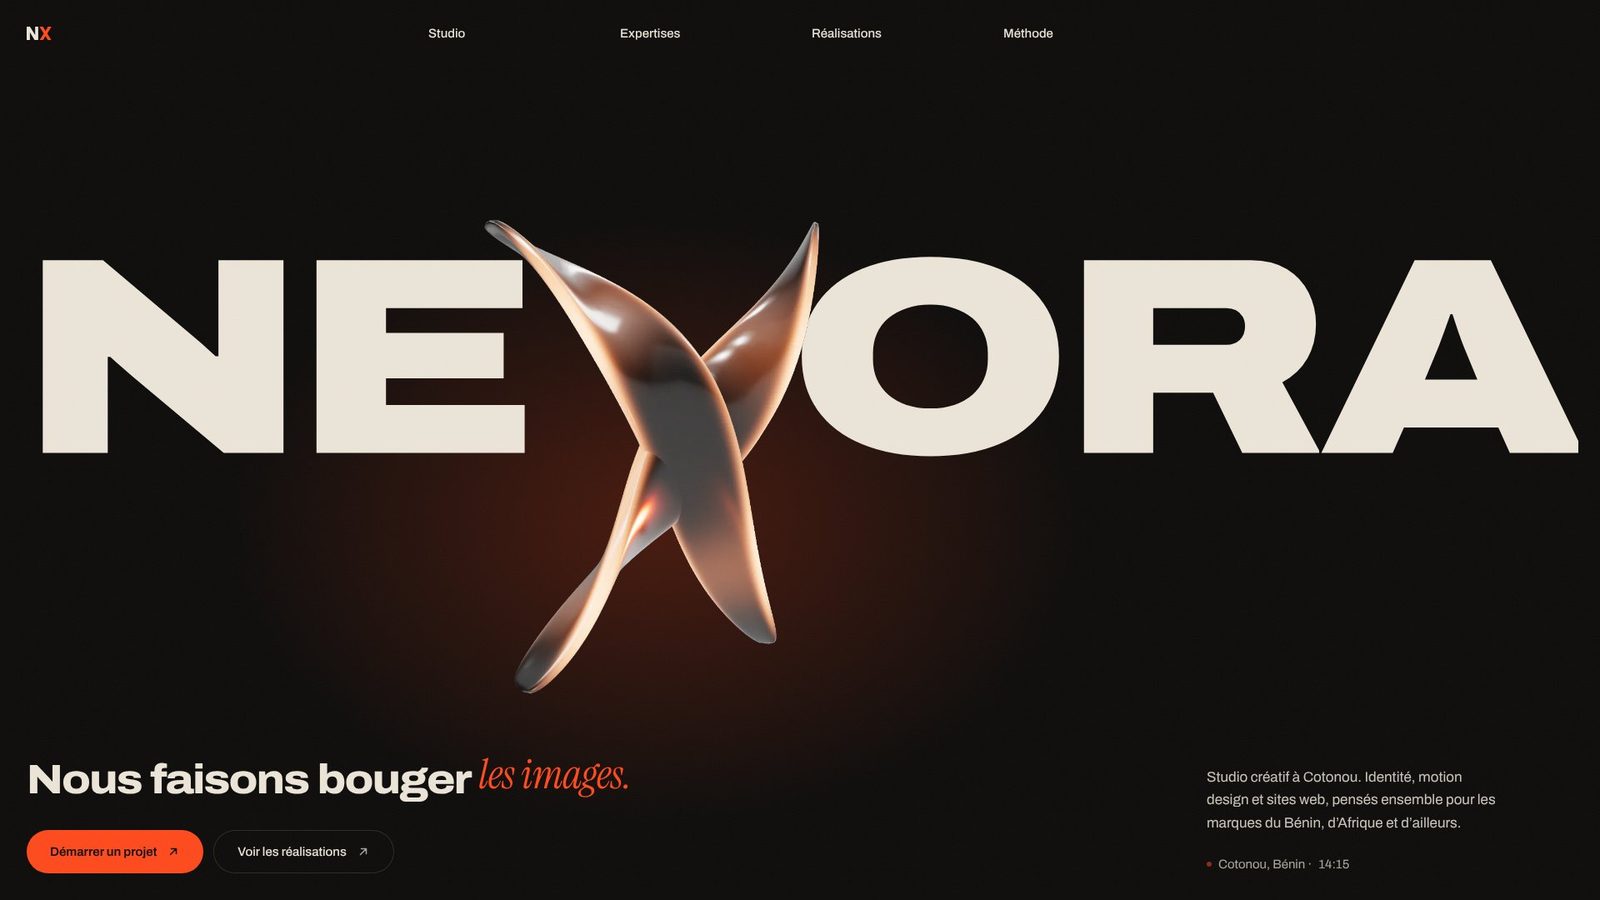 NX
Studio
Expertises
Réalisations
Méthode
NEXORA
Nous faisons bouger les images.
Démarrer un projet
Voir les réalisations
Studio créatif à Cotonou. Identité, motion
design et sites web, pensés ensemble pour les
marques du Bénin, d’Afrique et d’ailleurs.
Cotonou, Bénin · 14:15